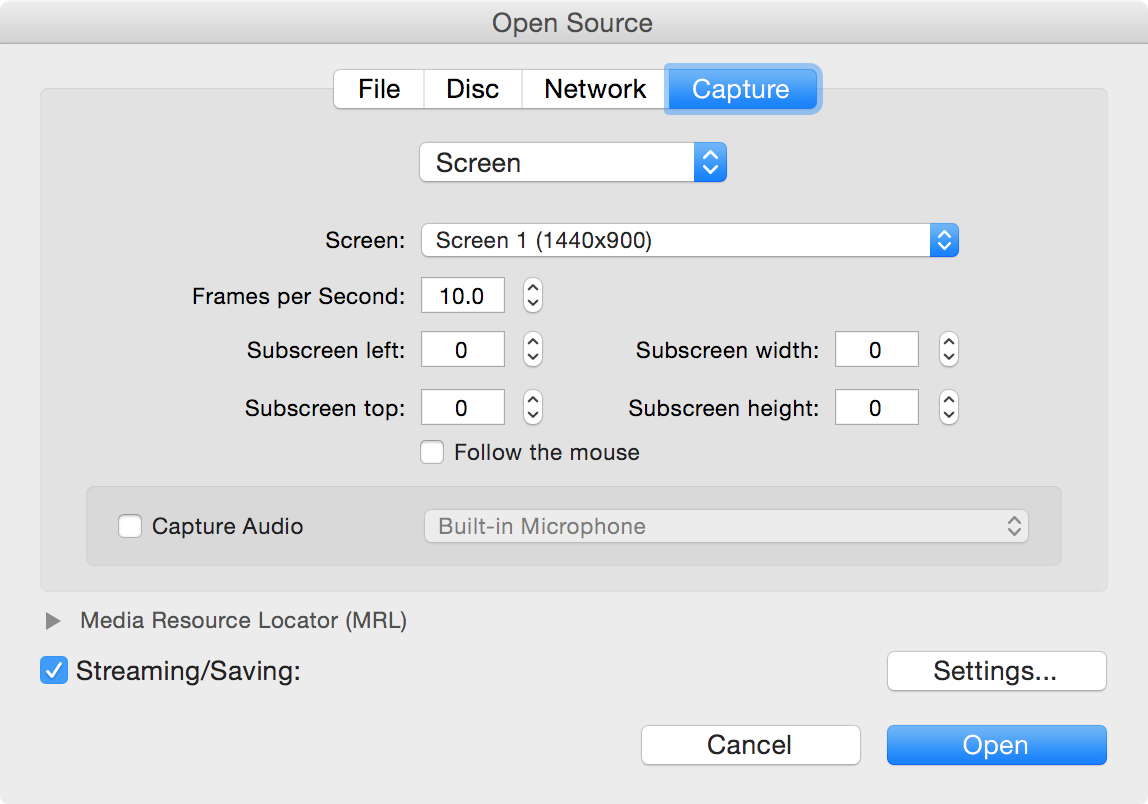 Open Source
File Disc Network Capture
Screen
Screen: Screen 1 (1440x900)
Frames per Second: 10.0
Subscreen left: 0 Subscreen width: 0
Subscreen top: 0 Subscreen height: 0
Follow the mouse
Capture Audio Built-in Microphone
Media Resource Locator (MRL)
Streaming/Saving: Settings...
Cancel Open